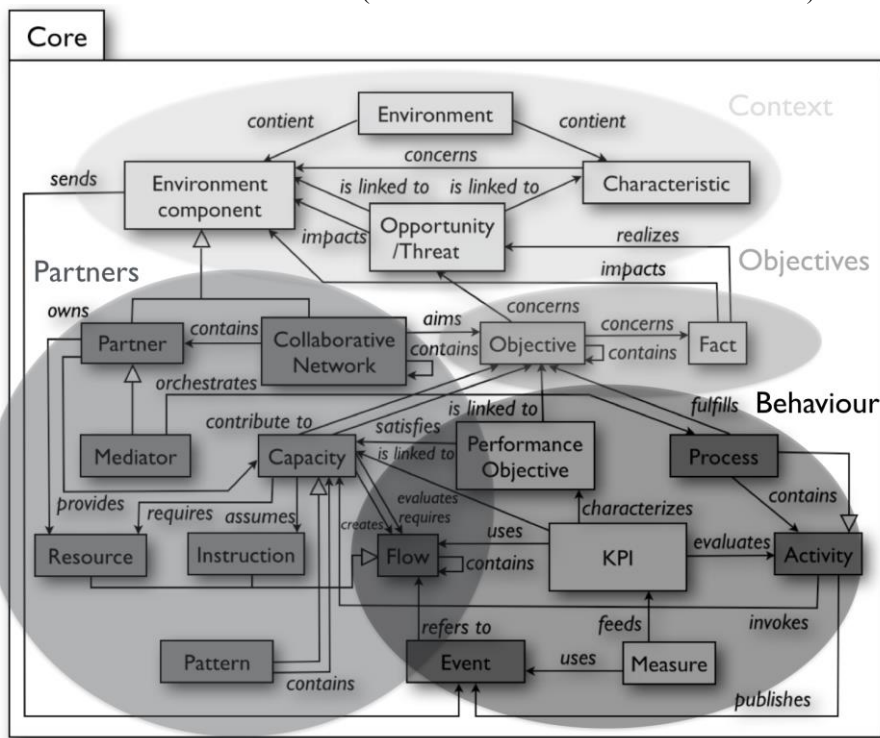 Core
Context
Environment
contient
contient
concerns
sends
Environment
component
is linked to
is linked to
Characteristic
impacts
Opportunity
/Threat
realizes
Partners
impacts
Objectives
owns
concerns
Partner
contains
Collaborative
Network
aims
contains
Objective
concerns
contains
Fact
orchestrates
is linked to
fulfills
Behaviour
contribute to
satisfies
Mediator
Capacity
is linked to
Performance
Objective
Process
provides
requires
assumes
creates
evaluates
requires
characterizes
contains
Resource
Instruction
Flow
uses
contains
KPI
evaluates
Activity
refers to
feeds
invokes
Pattern
contains
Event
uses
Measure
publishes